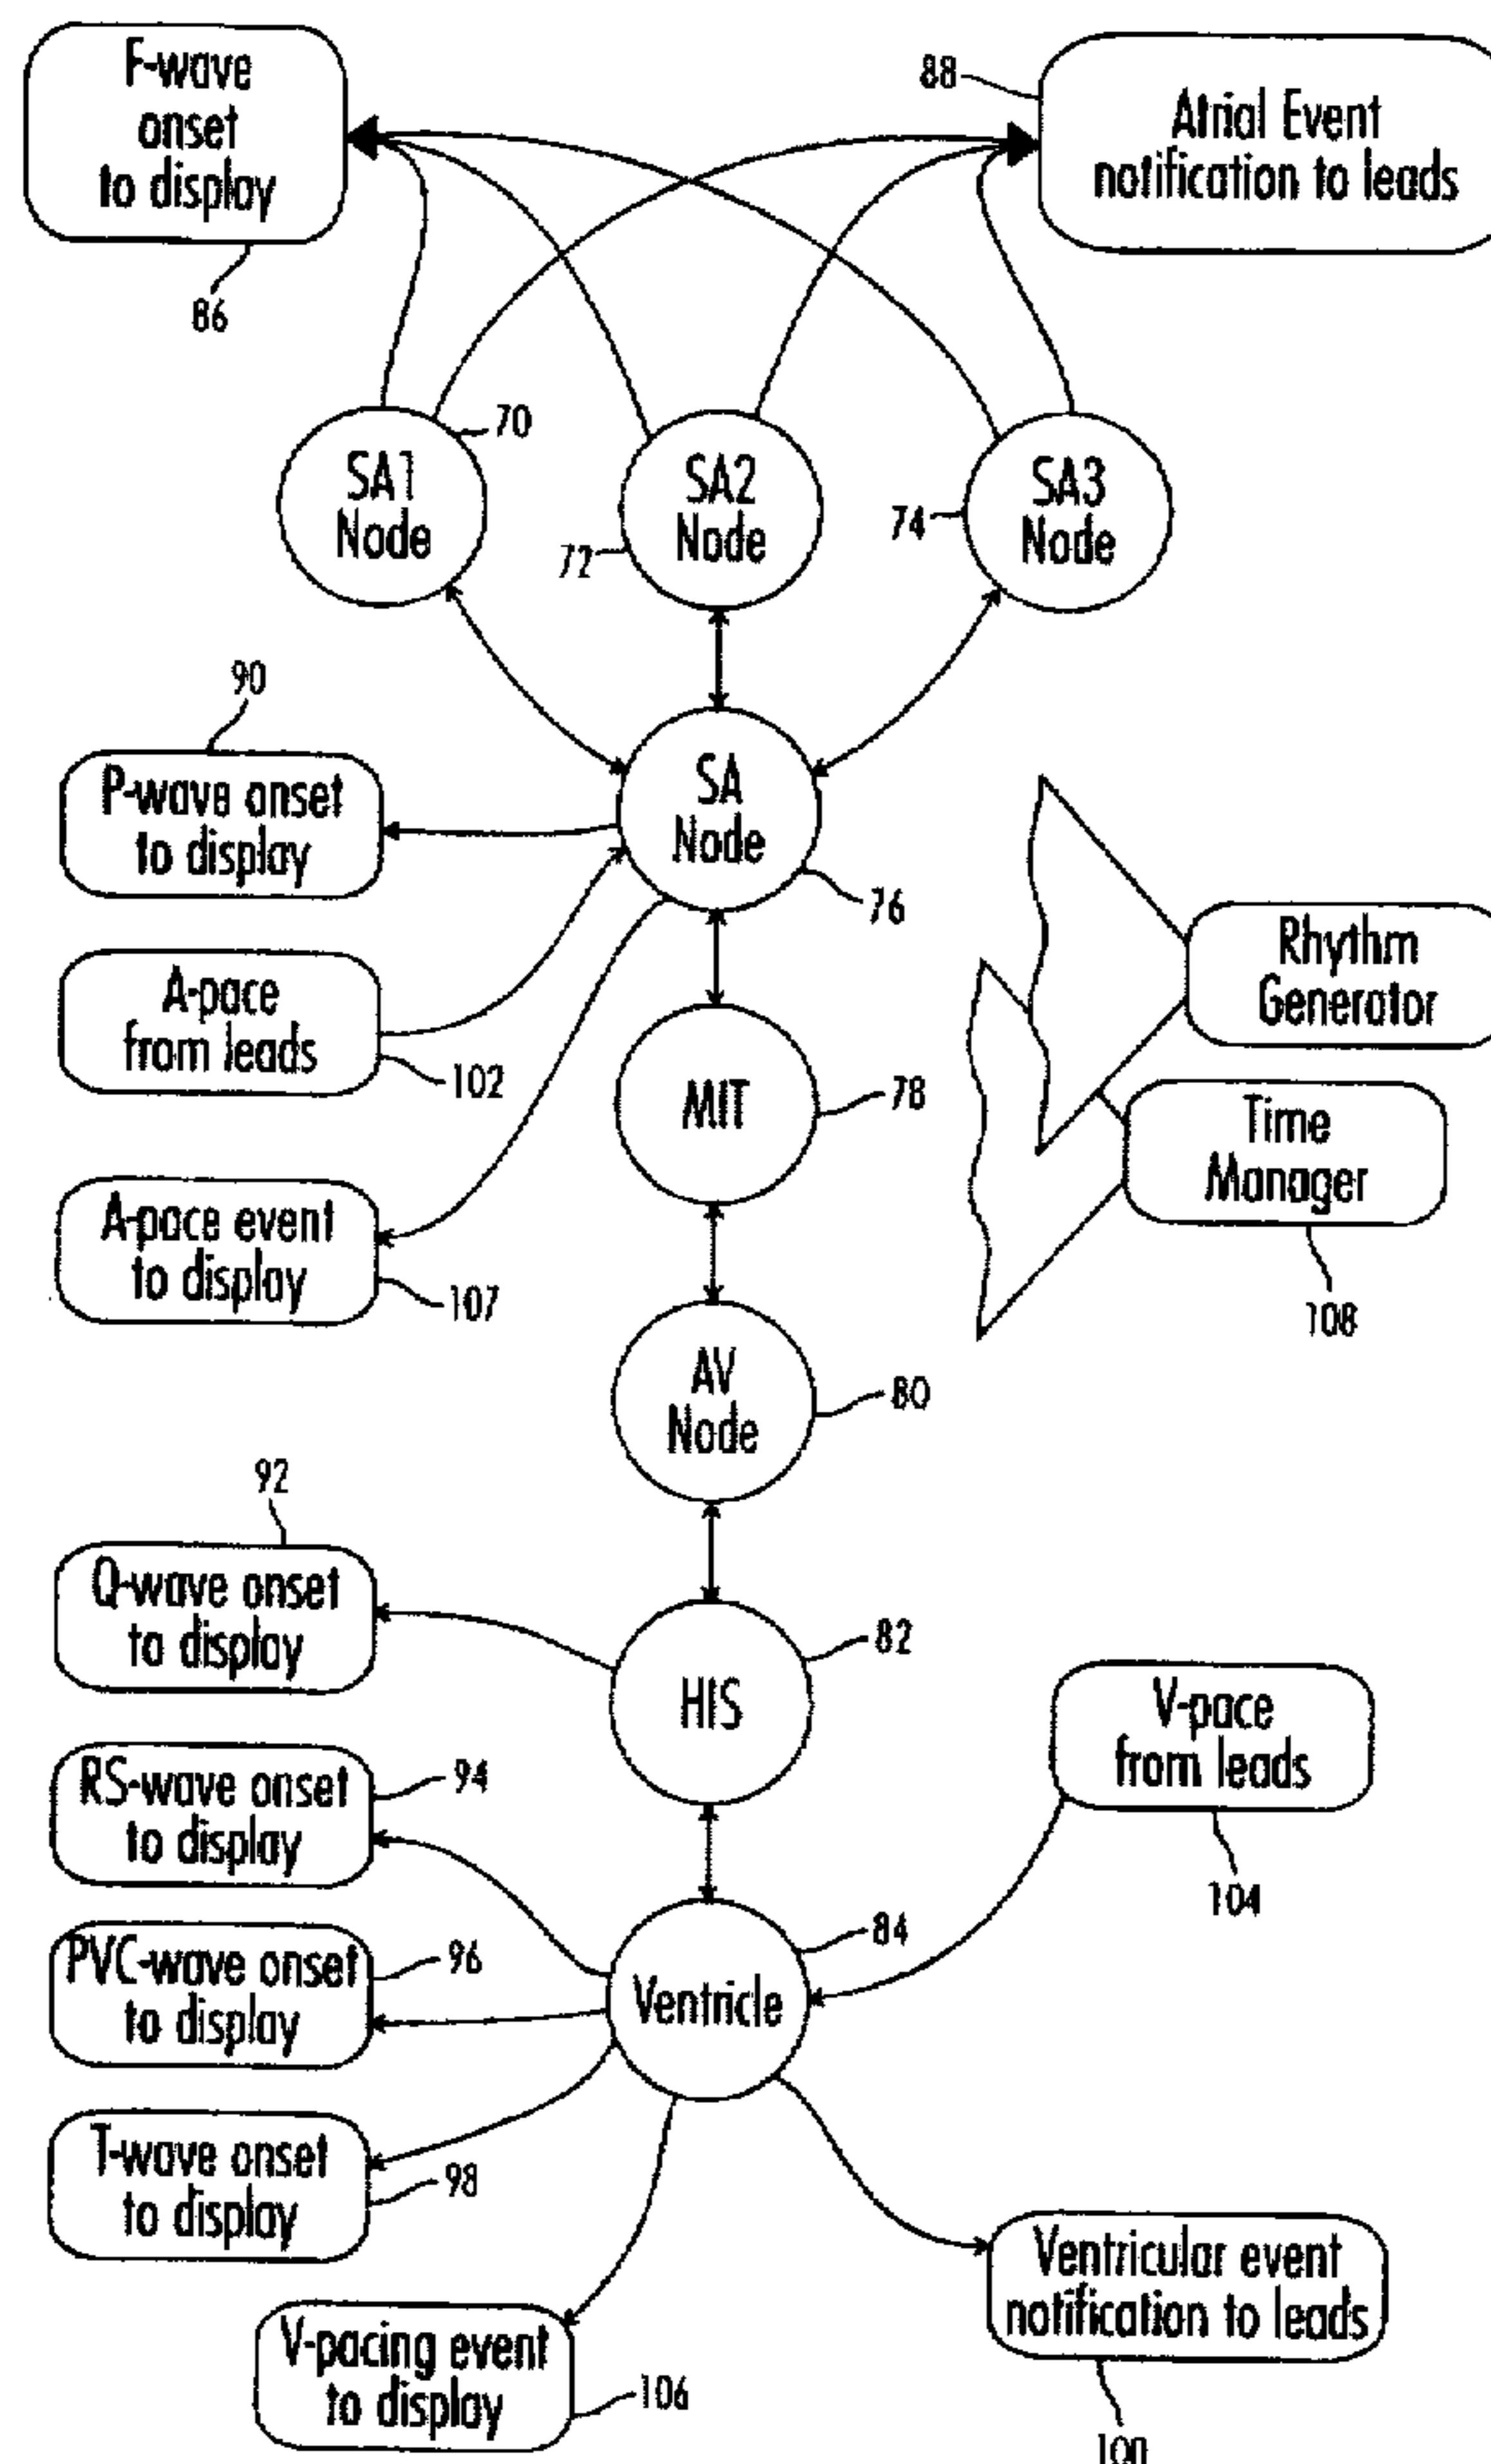 F-wave
onset
to display
86
88
Atrial Event
notification to leads
SA1
Node
70
SA2
Node
72
SA3
Node
74
90
P-wave onset
to display
SA
Node
76
A-pace
from leads
102
Rhythm
Generator
MIT
78
Time
Manager
108
A-pace event
to display
107
AV
Node
80
92
Q-wave onset
to display
HIS
82
V-pace
from leads
104
RS-wave onset
to display
94
PVC-wave onset
to display
96
Ventricle
84
T-wave onset
to display
98
Ventricular event
notification to leads
100
V-pacing event
to display
106